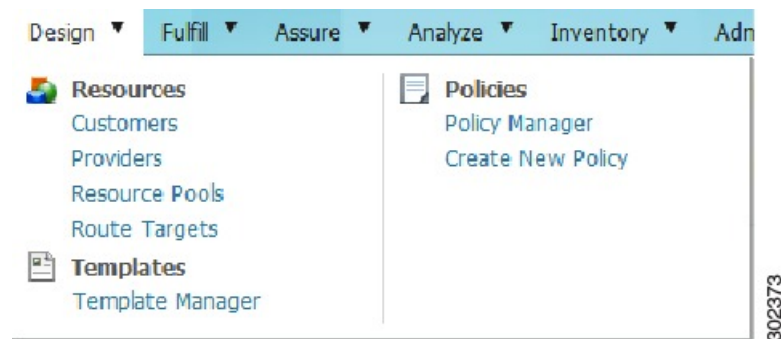 Design ▼ Fulfill ▼ Assure ▼ Analyze ▼ Inventory ▼ Adn
Resources
Customers
Providers
Resource Pools
Route Targets
Templates
Template Manager
Policies
Policy Manager
Create New Policy
302373